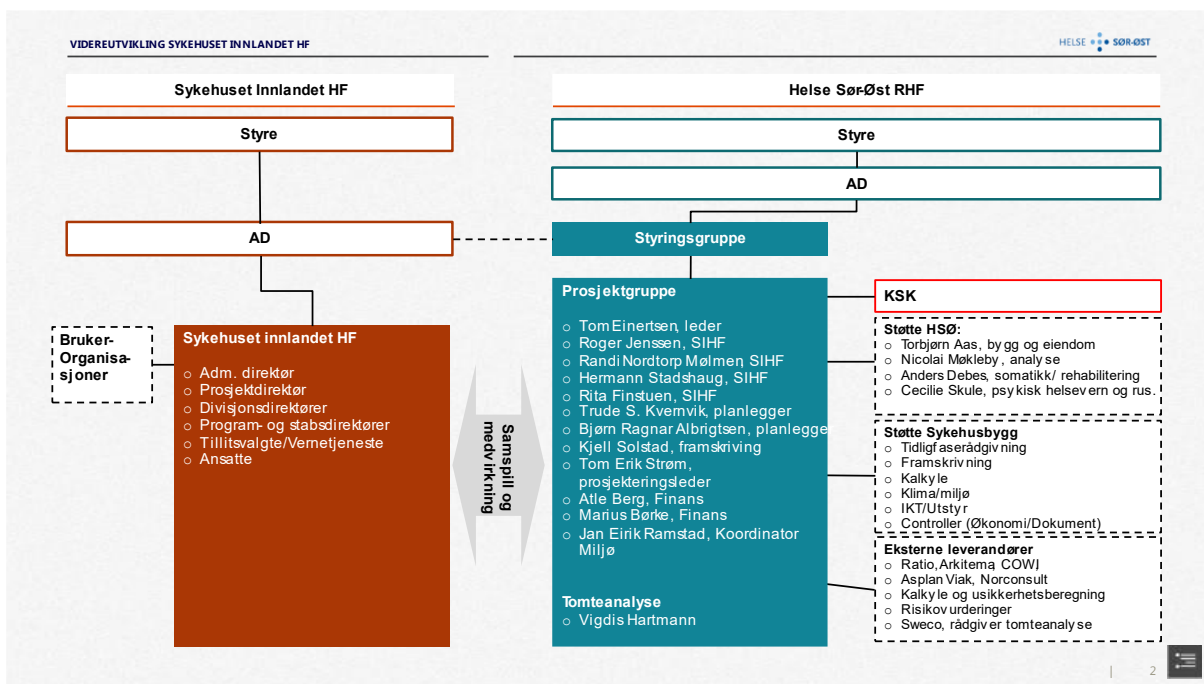 VIDEREUTVIKLING SYKEHUSET INNLANDET HF
HELSE SØR-ØST
Sykehuset Innlandet HF
Styre
AD
Bruker-
Organisa-
sjoner
Sykehuset innlandet HF
o Adm. direktør
o Prosjektdirektør
o Divisjonsdirektører
o Program- og stabsdirektører
o Tillitsvalgte/Vernetjeneste
o Ansatte
Samspill og
medvirkning
Helse Sør-Øst RHF
Styre
AD
Styringsgruppe
Prosjektgruppe
o Tom Einertsen, leder
o Roger Jenssen, SIHF
o Randi Nordtorp Mølmen, SIHF
o Hermann Stadshaug, SIHF
o Rita Finstuen, SIHF
o Trude S. Kvernvik, planlegger
o Bjørn Ragnar Albrigtsen, planlegger
o Kjell Solstad, framskriving
o Tom Erik Strøm,
prosjekteringsleder
o Atle Berg, Finans
o Marius Børke, Finans
o Jan Eirik Ramstad, Koordinator
Miljø
Tomteanalyse
o Vigdis Hartmann
KSK
Støtte HSØ:
o Torbjørn Aas, bygg og eiendom
o Nicolai Møkleby, analyse
o Anders Debes, somatikk/ rehabilitering
o Cecilie Skule, psykisk helsevern og rus.
Støtte Sykehusbygg
o Tidligfaserådgivning
o Framskrivning
o Kalkyle
o Klima/miljø
o IKT/Utstyr
o Controller (Økonomi/Dokument)
Eksterne leverandører
o Ratio, Arkitema, COWI,
o Asplan Viak, Norconsult
o Kalkyle og usikkerhetsberegning
o Risikovurderinger
o Sweco, rådgiver tomteanalyse
| 2